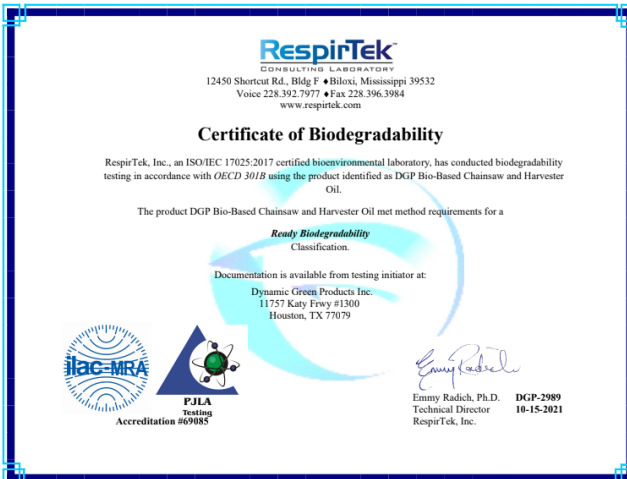 RespirTek™
CONSULTING LABORATORY
12450 Shortcut Rd., Bldg F ♦Biloxi, Mississippi 39532
Voice 228.392.7977 ♦Fax 228.396.3984
www.respirtek.com
Certificate of Biodegradability
RespirTek, Inc., an ISO/IEC 17025:2017 certified bioenvironmental laboratory, has conducted biodegradability
testing in accordance with OECD 301B using the product identified as DGP Bio-Based Chainsaw and Harvester
Oil.
The product DGP Bio-Based Chainsaw and Harvester Oil met method requirements for a
Ready Biodegradability
Classification.
Documentation is available from testing initiator at:
Dynamic Green Products Inc.
11757 Katy Frwy #1300
Houston, TX 77079
ilac-MRA
PJLA
Testing
Accreditation #69085
Emmy Radich
Emmy Radich, Ph.D. DGP-2989
Technical Director 10-15-2021
RespirTek, Inc.